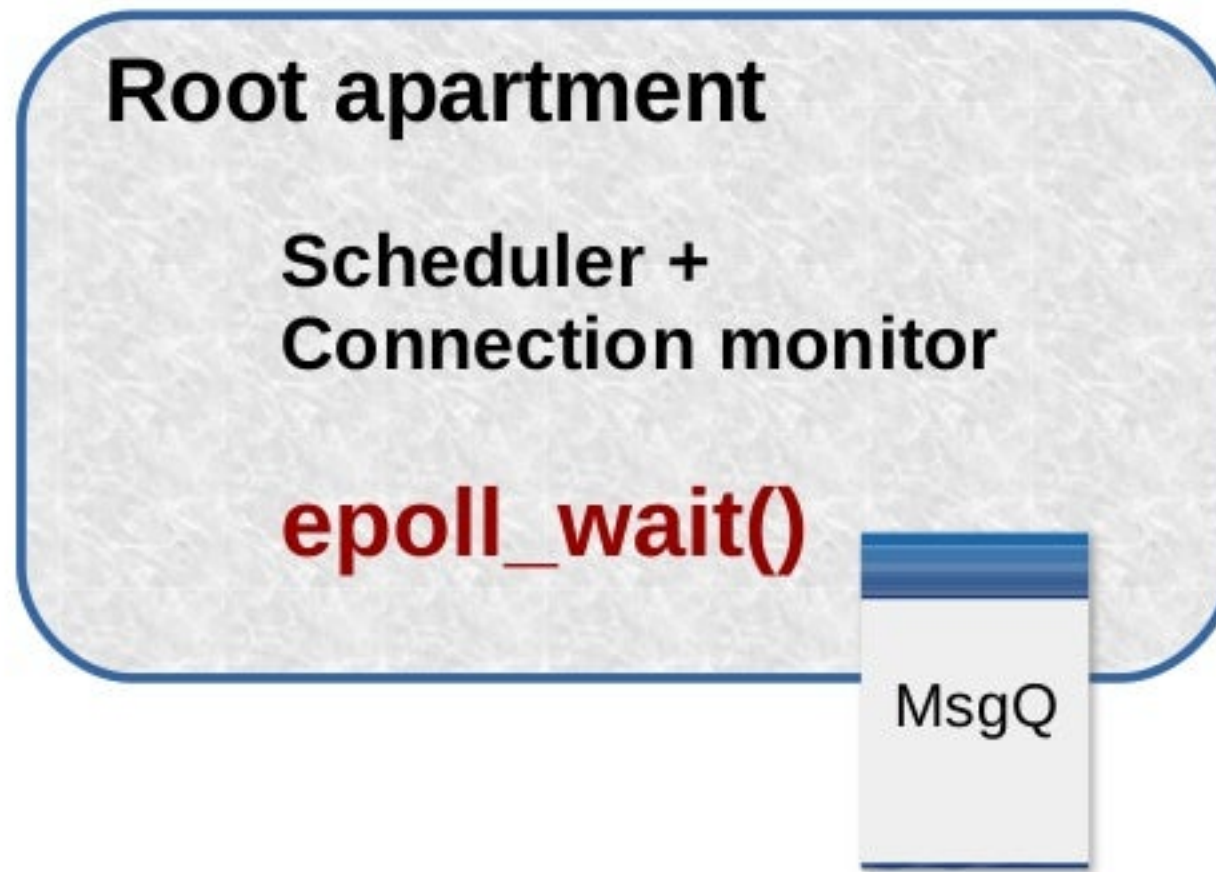 Root apartment
Scheduler +
Connection monitor
epoll_wait()
MsgQ